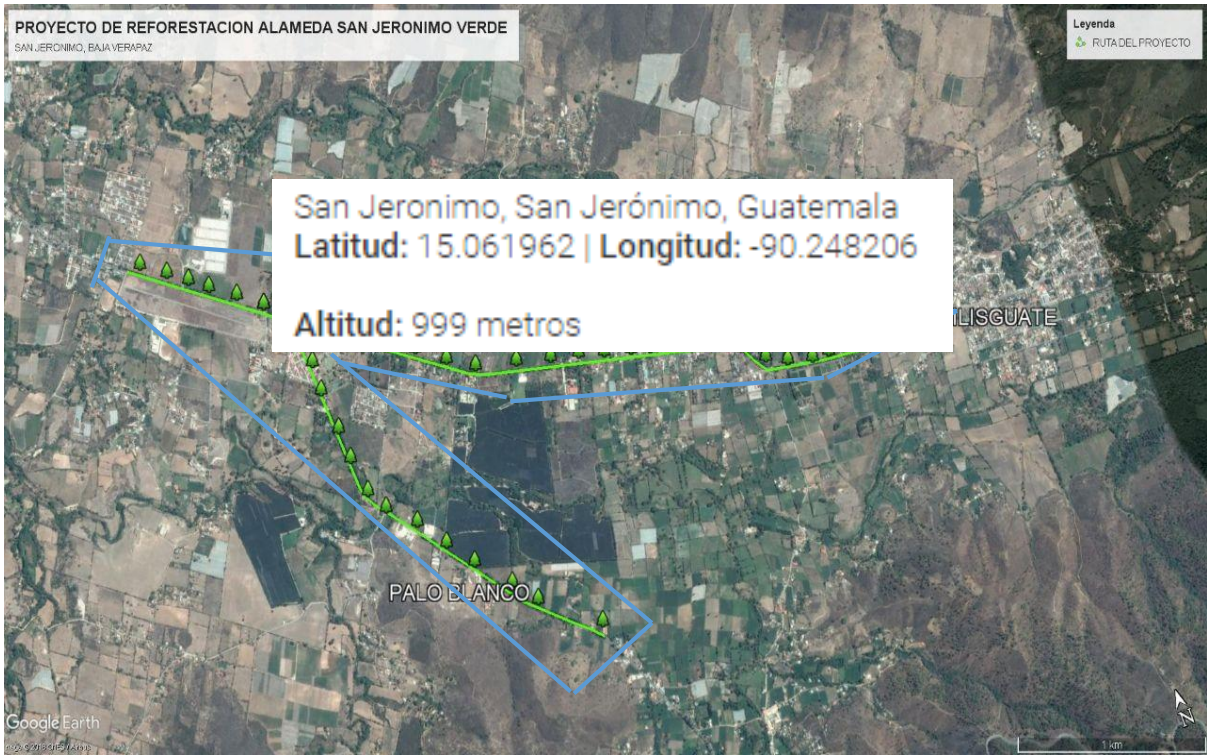 PROYECTO DE REFORESTACION ALAMEDA SAN JERONIMO VERDE
SAN JERONIMO, BAJA VERAPAZ
Leyenda
RUTA DEL PROYECTO
San Jeronimo, San Jerónimo, Guatemala
Latitud: 15.061962 | Longitud: -90.248206
Altitud: 999 metros
ILISGUATE
PALO BLANCO
Google Earth
N
1 km